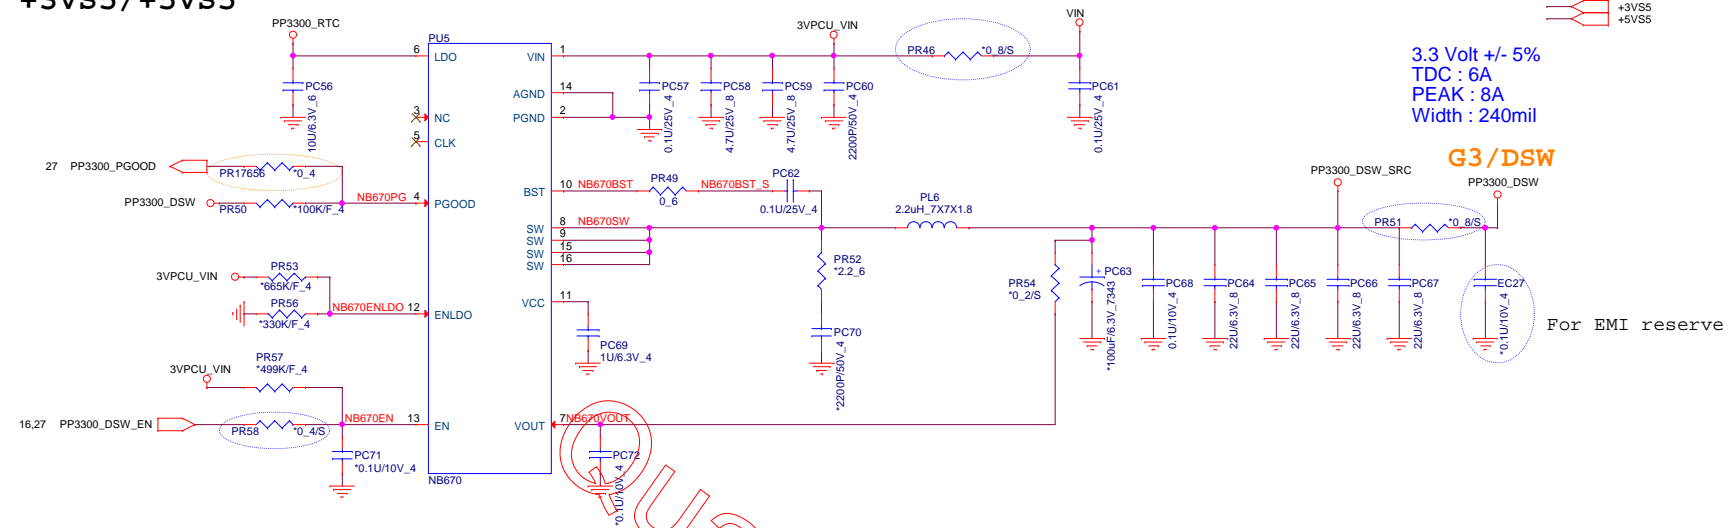 +3VS5/+5VS5
+3VS5
+5VS5
PP3300_RTC
PU5
3VPCU_VIN
VIN
6 LDO
VIN 1
PR46 *0_8/S
3.3 Volt +/- 5%
TDC : 6A
PEAK : 8A
Width : 240mil
PC56
10U/6.3V_6
3 NC
5 CLK
AGND 14
PGND 2
PC57
0.1U/25V_4
PC58
4.7U/25V_8
PC59
4.7U/25V_8
PC60
2200P/50V_4
PC61
0.1U/25V_4
G3/DSW
27 PP3300_PGOOD
PR17656 *0_4
PP3300_DSW
PR50 *100K/F_4
NB670PG 4 PGOOD
BST 10 NB670BST
PR49
0_6
NB670BST_S
PC62
0.1U/25V_4
PP3300_DSW_SRC
PP3300_DSW
SW 8 NB670SW
SW 9
SW 15
SW 16
PL6
2.2uH_7X7X1.8
PR51 *0_8/S
3VPCU_VIN
PR53
*665K/F_4
PR56
*330K/F_4
NB670ENLDO 12 ENLDO
VCC 11
PC69
1U/6.3V_4
PR52
*2.2_6
PC70
*2200P/50V_4
PR54
*0_2/S
+ PC63
*100uF/6.3V_7343
PC68
0.1U/10V_4
PC64
22U/6.3V_8
PC65
22U/6.3V_8
PC66
22U/6.3V_8
PC67
22U/6.3V_8
EC27
*0.1U/10V_4
For EMI reserve
3VPCU_VIN
PR57
*499K/F_4
16,27 PP3300_DSW_EN
PR58 *0_4/S
NB670EN 13 EN
VOUT 7 NB670VOUT
PC71
*0.1U/10V_4
PC72
*0.1U/10V_4
NB670
Qua